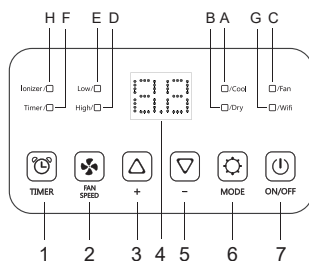 H F E D B A G C
Ionizer/ Low/ 88 /Cool /Fan
Timer/ High/ /Dry /Wifi
TIMER FAN SPEED + − MODE ON/OFF
1 2 3 4 5 6 7